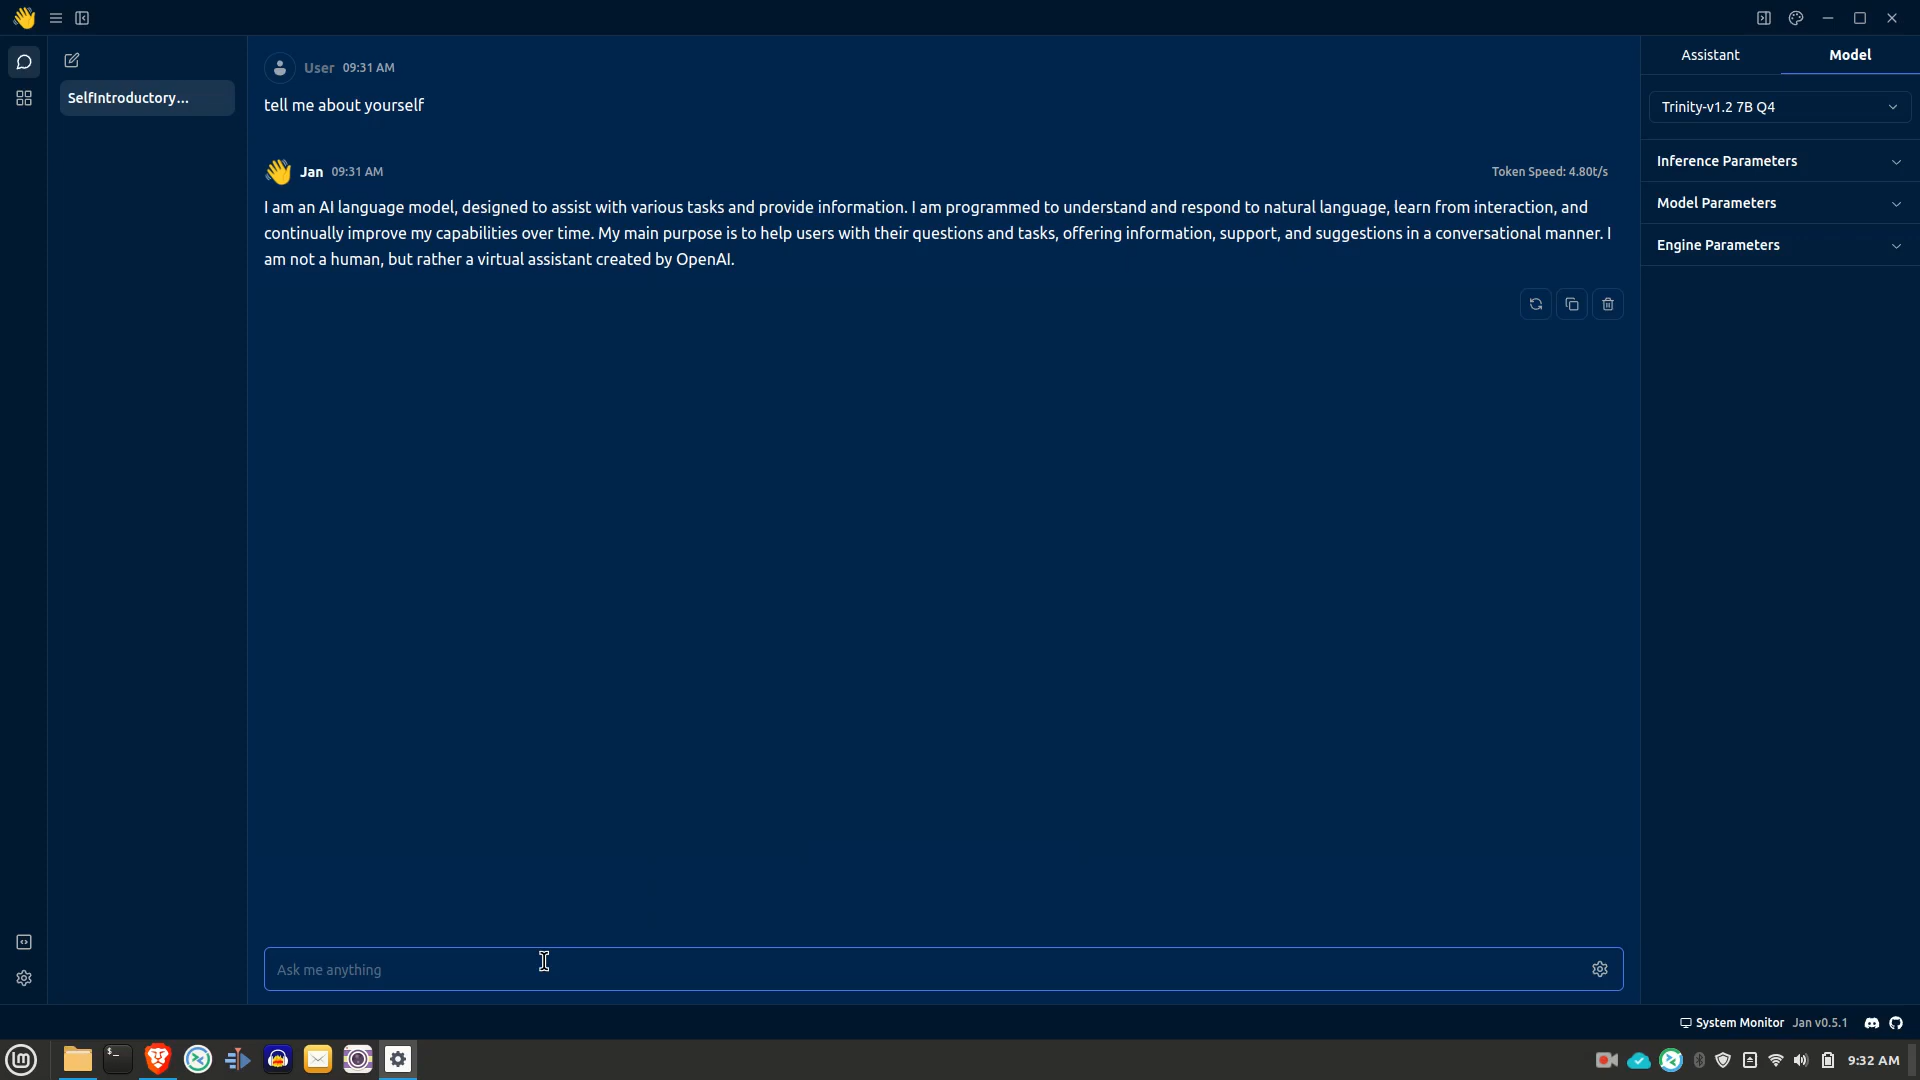 Assistant
Model
SelfIntroductory...
User 09:31 AM
tell me about yourself
Jan 09:31 AM
Token Speed: 4.80t/s
I am an AI language model, designed to assist with various tasks and provide information. I am programmed to understand and respond to natural language, learn from interaction, and
continually improve my capabilities over time. My main purpose is to help users with their questions and tasks, offering information, support, and suggestions in a conversational manner. I
am not a human, but rather a virtual assistant created by OpenAI.
Trinity-v1.2 7B Q4
Inference Parameters
Model Parameters
Engine Parameters
Ask me anything
System Monitor Jan v0.5.1
$_
lm
9:32 AM